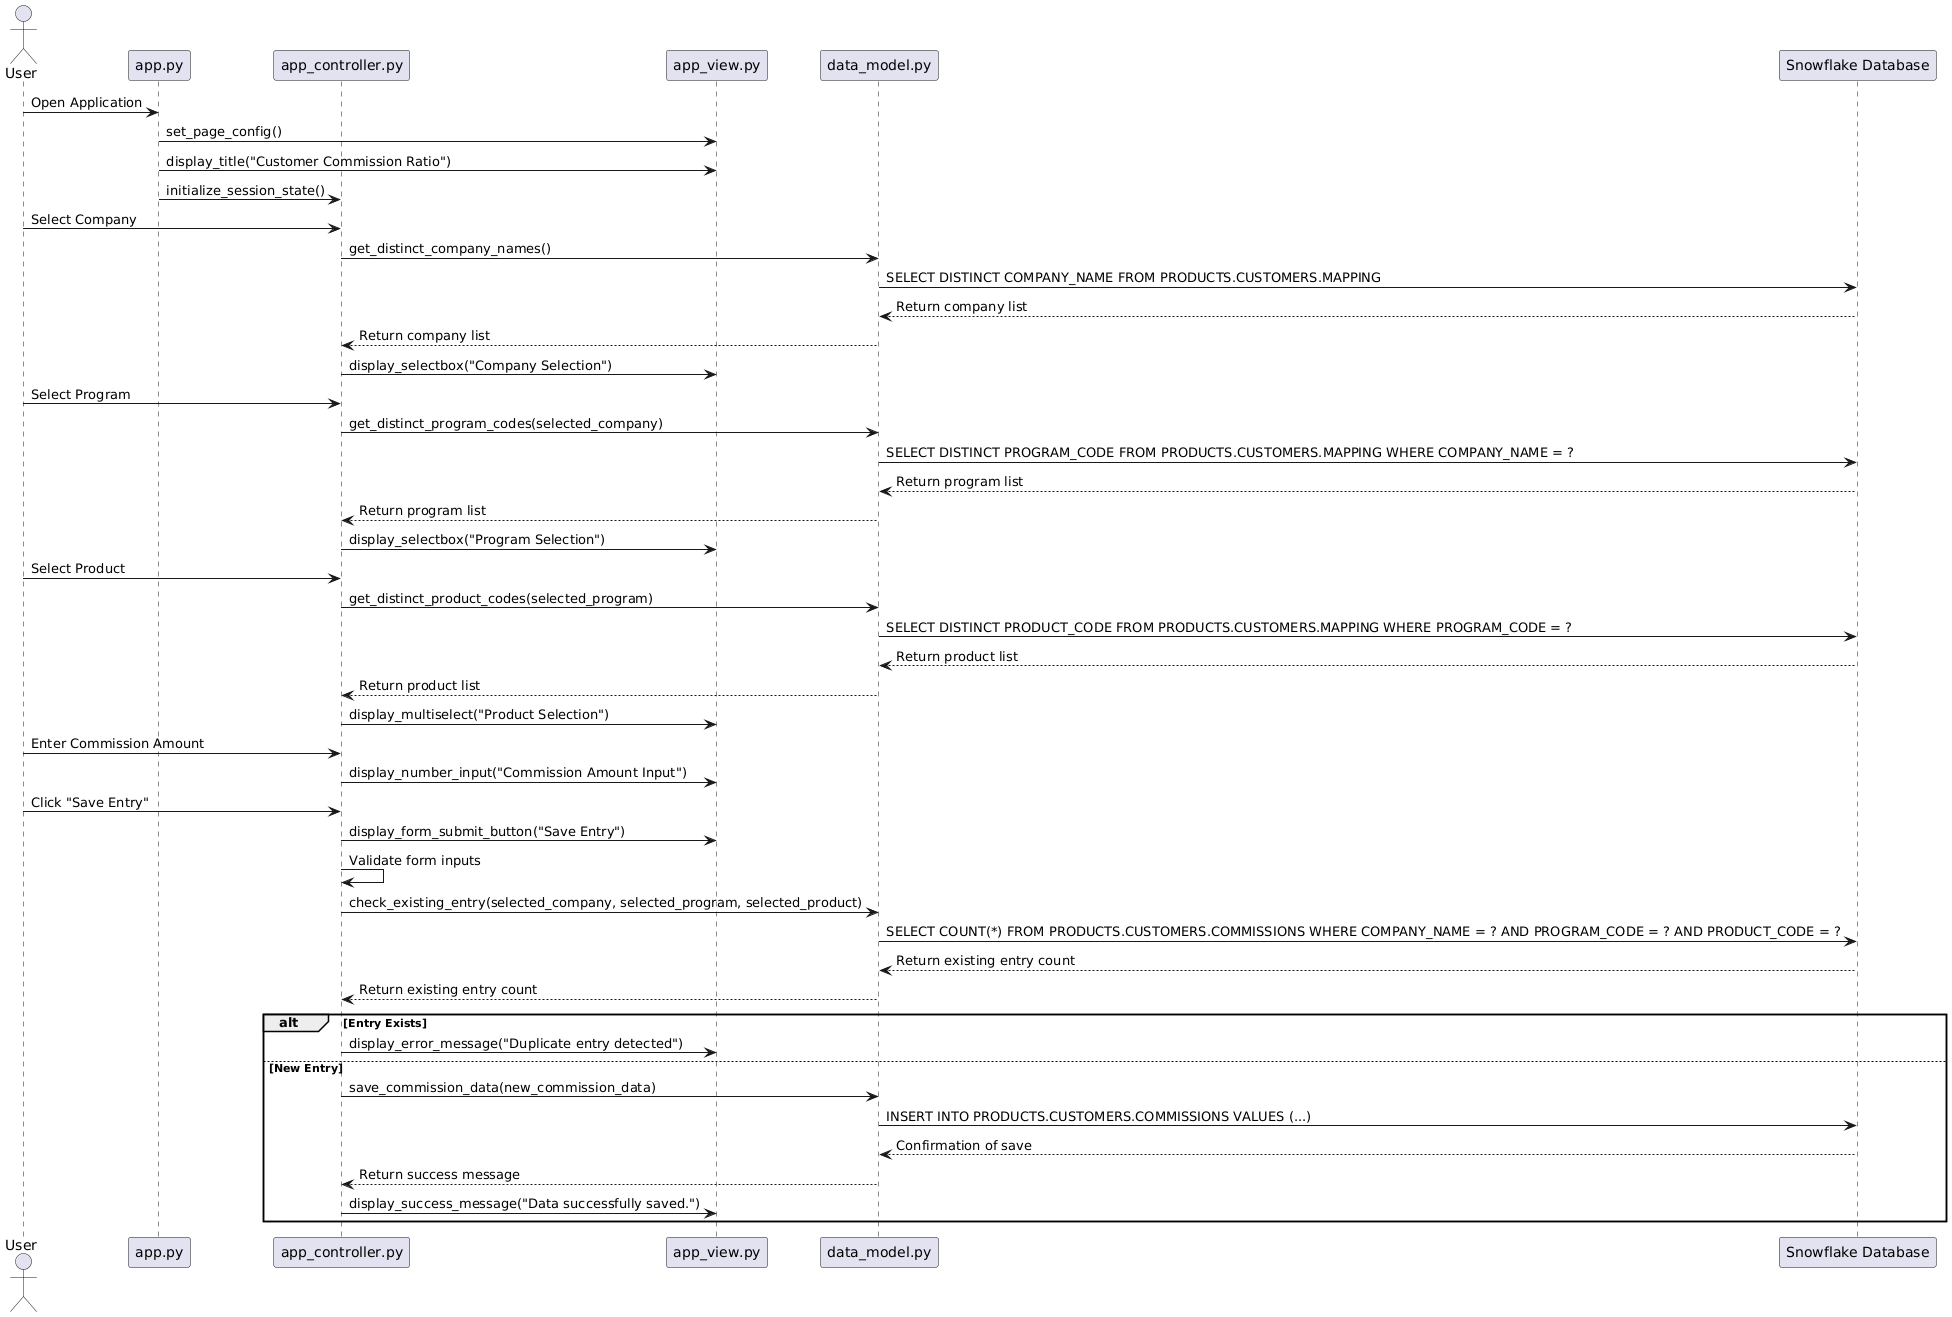 User
app.py
app_controller.py
app_view.py
data_model.py
Snowflake Database
Open Application
set_page_config()
display_title("Customer Commission Ratio")
initialize_session_state()
Select Company
get_distinct_company_names()
SELECT DISTINCT COMPANY_NAME FROM PRODUCTS.CUSTOMERS.MAPPING
Return company list
Return company list
display_selectbox("Company Selection")
Select Program
get_distinct_program_codes(selected_company)
SELECT DISTINCT PROGRAM_CODE FROM PRODUCTS.CUSTOMERS.MAPPING WHERE COMPANY_NAME = ?
Return program list
Return program list
display_selectbox("Program Selection")
Select Product
get_distinct_product_codes(selected_program)
SELECT DISTINCT PRODUCT_CODE FROM PRODUCTS.CUSTOMERS.MAPPING WHERE PROGRAM_CODE = ?
Return product list
Return product list
display_multiselect("Product Selection")
Enter Commission Amount
display_number_input("Commission Amount Input")
Click "Save Entry"
display_form_submit_button("Save Entry")
Validate form inputs
check_existing_entry(selected_company, selected_program, selected_product)
SELECT COUNT(*) FROM PRODUCTS.CUSTOMERS.COMMISSIONS WHERE COMPANY_NAME = ? AND PROGRAM_CODE = ? AND PRODUCT_CODE = ?
Return existing entry count
Return existing entry count
alt [Entry Exists]
display_error_message("Duplicate entry detected")
[New Entry]
save_commission_data(new_commission_data)
INSERT INTO PRODUCTS.CUSTOMERS.COMMISSIONS VALUES (...)
Confirmation of save
Return success message
display_success_message("Data successfully saved.")
User
app.py
app_controller.py
app_view.py
data_model.py
Snowflake Database